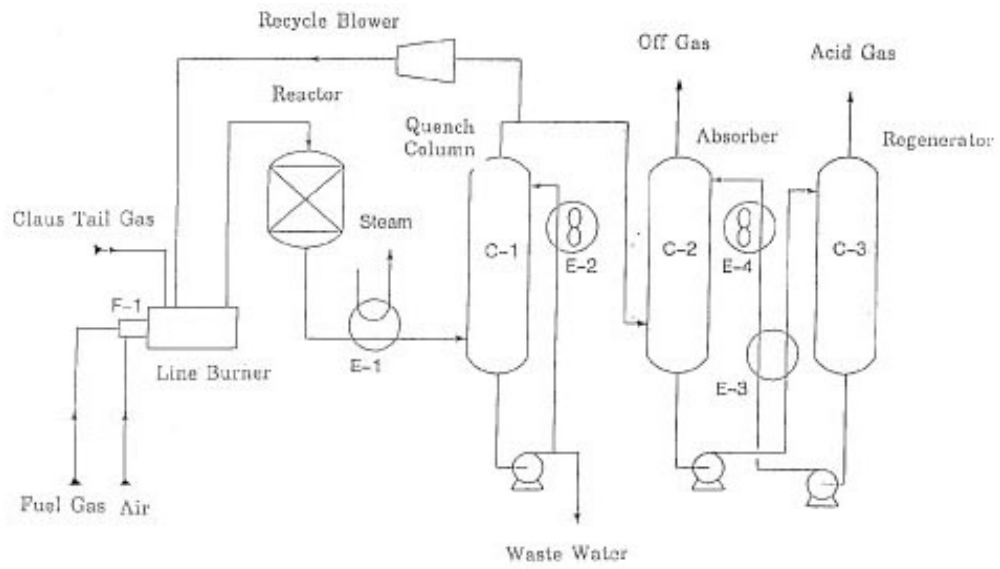 Recycle Blower
Off Gas
Acid Gas
Reactor
Quench
Column
Absorber
Regenerator
Claus Tail Gas
Steam
C-1
E-2
C-2
E-4
C-3
F-1
E-1
Line Burner
E-3
Fuel Gas
Air
Waste Water